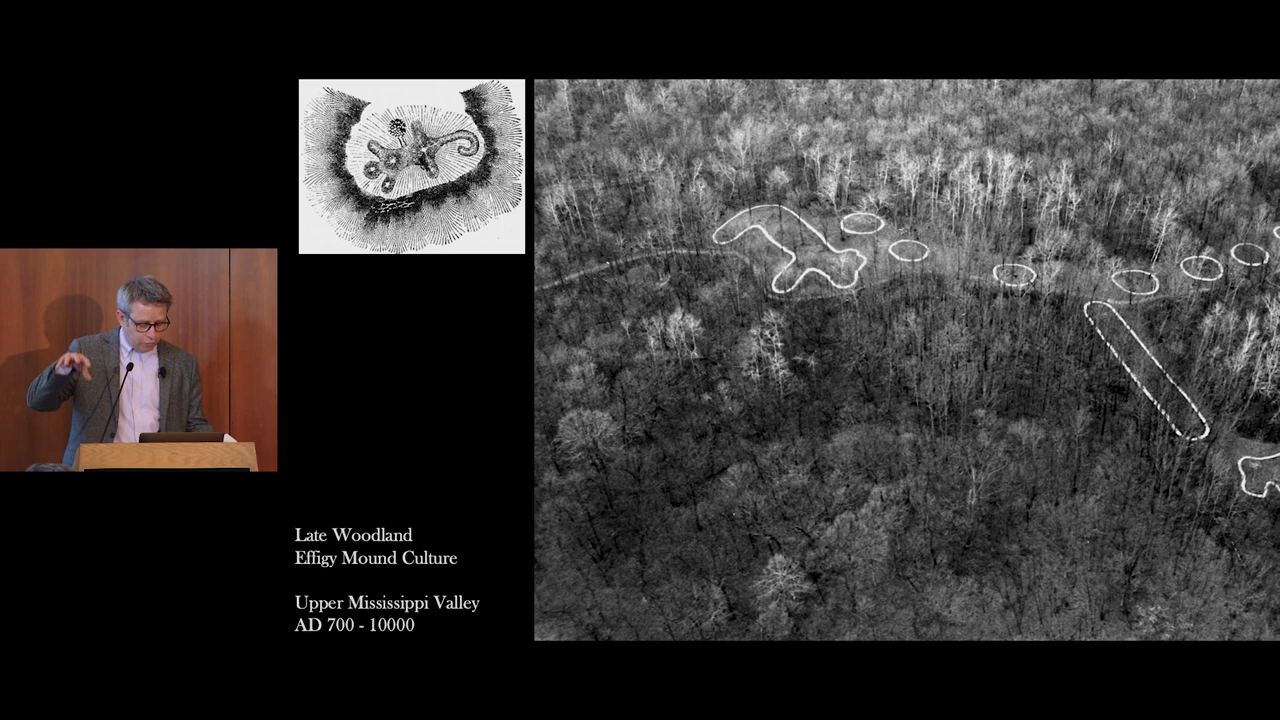 Late Woodland
Effigy Mound Culture
Upper Mississippi Valley
AD 700 - 10000